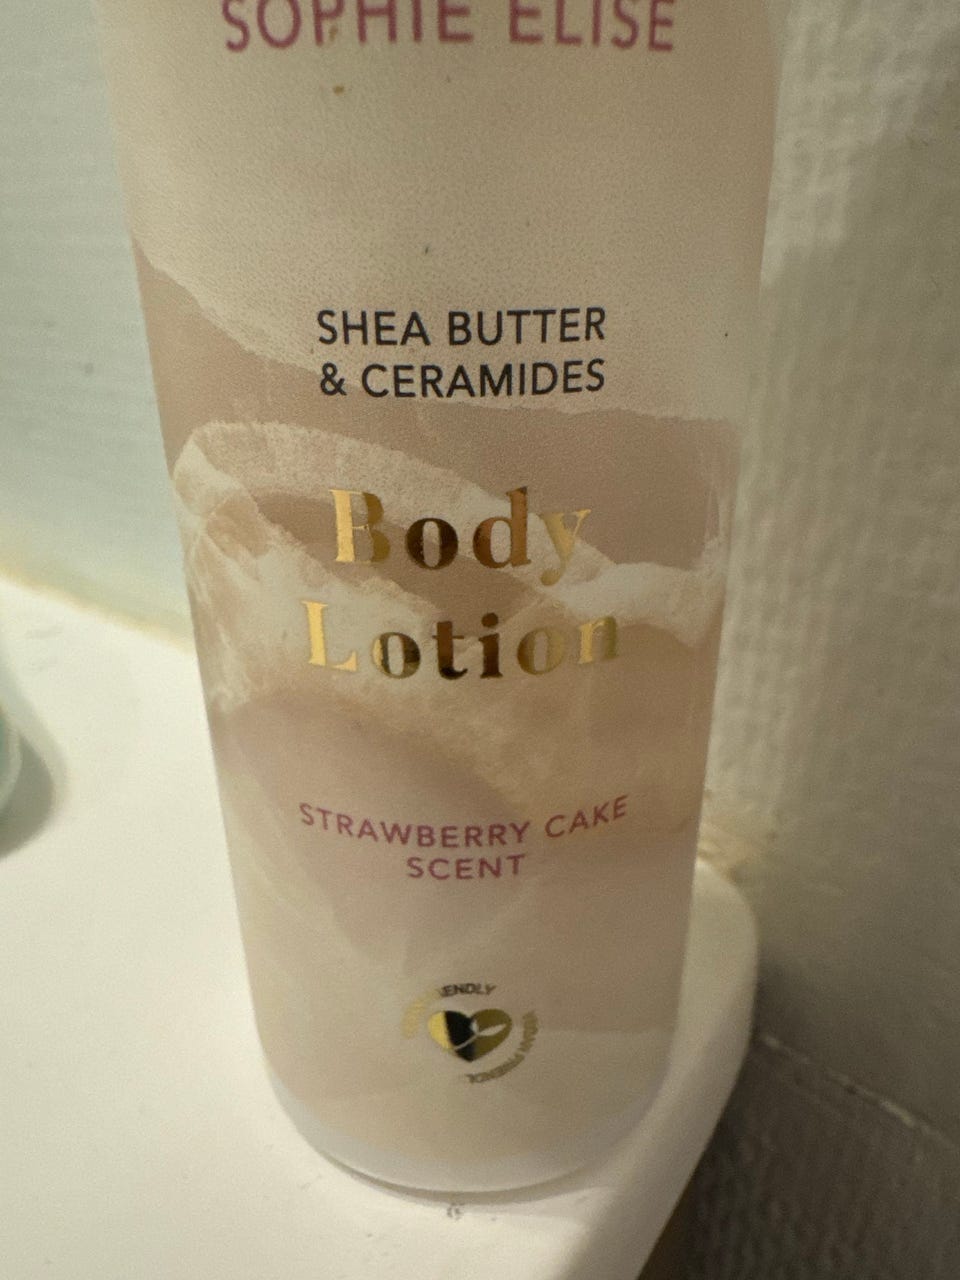 SOPHIE ELISE
SHEA BUTTER
& CERAMIDES
Body
Lotion
STRAWBERRY CAKE
SCENT